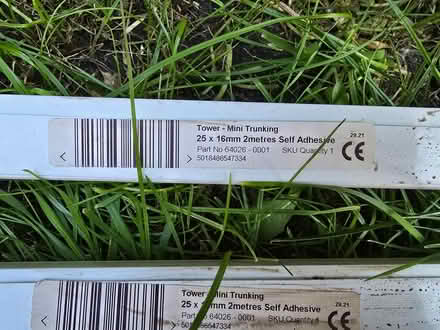 Tower - Mini Trunking 29.21
25 x 16mm 2metres Self Adhesive
Part No 64026 - 0001 SKU Quantity 1
5018486547334
CE
Tower - Mini Trunking 29.21
25 x 16mm 2metres Self Adhesive
Part No 64026 - 0001 SKU Quantity 1
5018486547334
CE